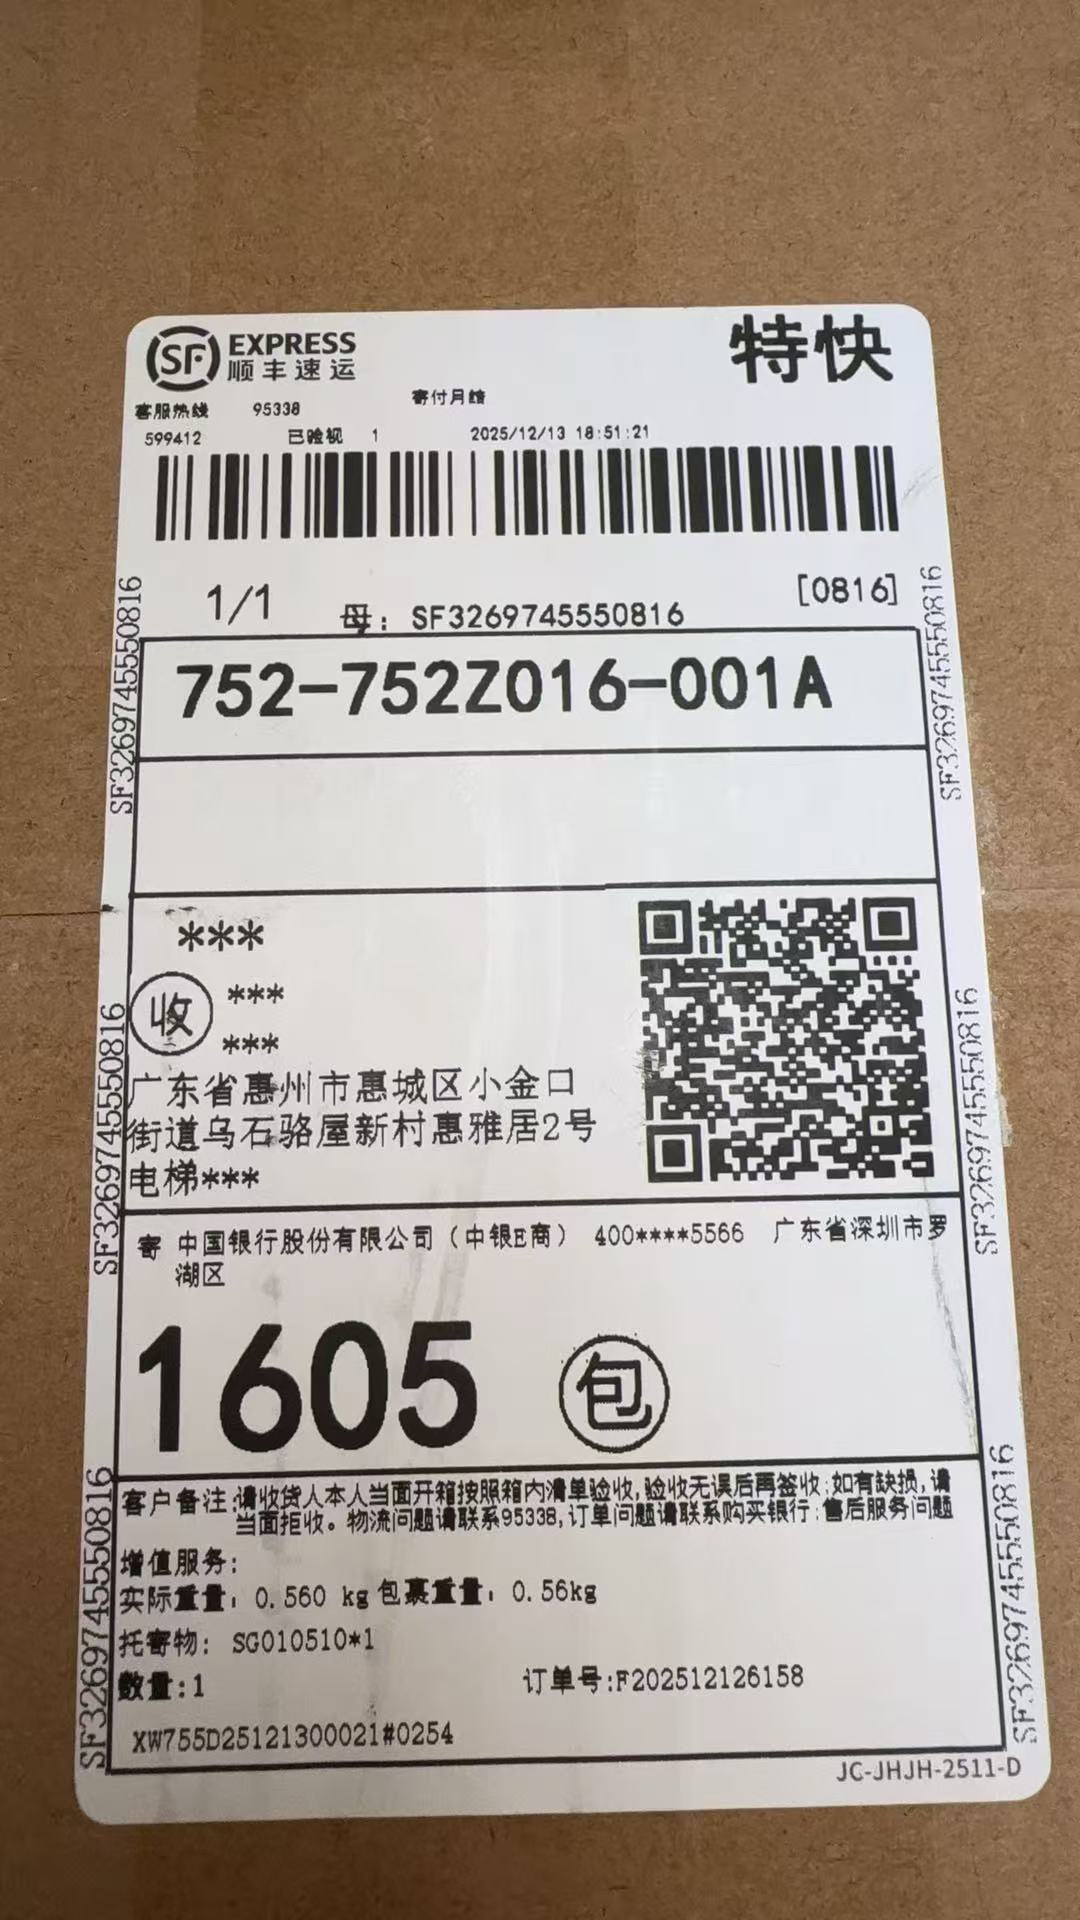 SF EXPRESS
顺丰速运
特快
客服热线 95338 寄付月结
599412 已验视 1 2025/12/13 18:51:21
1/1 母: SF3269745550816 [0816]
752-752Z016-001A
***
收 ***
***
广东省惠州市惠城区小金口
街道乌石骆屋新村惠雅居2号
电梯***
寄 中国银行股份有限公司（中银E商） 400****5566 广东省深圳市罗
湖区
1605 包
客户备注:请收货人本人当面开箱按照箱内清单验收,验收无误后再签收;如有缺损,请
当面拒收。物流问题请联系95338,订单问题请联系购买银行;售后服务问题
增值服务:
实际重量: 0.560 kg 包裹重量: 0.56kg
托寄物: SG010510*1
数量:1 订单号:F202512126158
XW755D25121300021#0254
JC-JHJH-2511-D
SF3269745550816
SF3269745550816
SF3269745550816
SF3269745550816
SF3269745550816
SF3269745550816